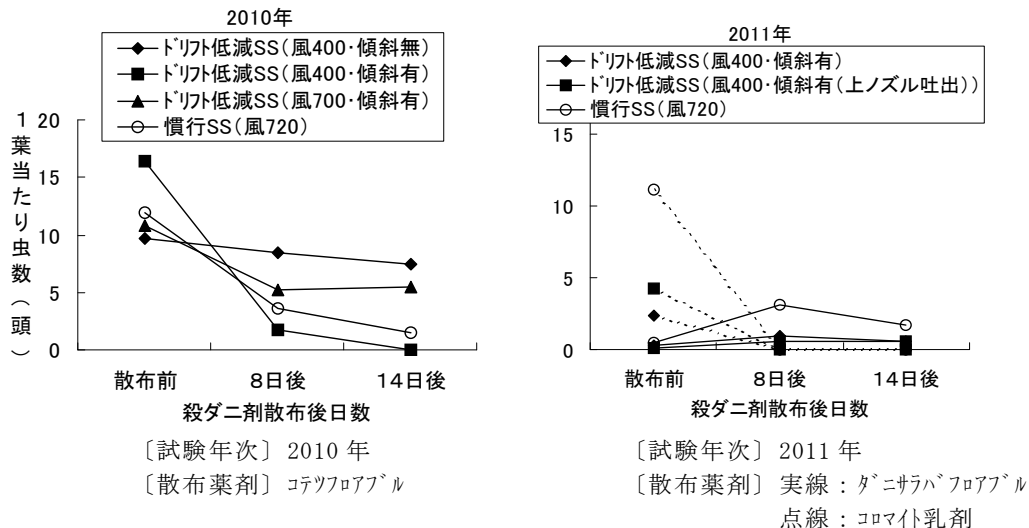 2010年
ﾄﾞﾘﾌﾄ低減SS(風400･傾斜無)
ﾄﾞﾘﾌﾄ低減SS(風400･傾斜有)
ﾄﾞﾘﾌﾄ低減SS(風700･傾斜有)
慣行SS(風720)
1葉当たり虫数(頭)
20
15
10
5
0
散布前 8日後 14日後
殺ダニ剤散布後日数
〔試験年次〕 2010 年
〔散布薬剤〕 ｺﾃﾂﾌﾛｱﾌﾞﾙ
2011年
ﾄﾞﾘﾌﾄ低減SS(風400･傾斜有)
ﾄﾞﾘﾌﾄ低減SS(風400･傾斜有(上ノズル吐出))
慣行SS(風720)
15
10
5
0
散布前 8日後 14日後
殺ダニ剤散布後日数
〔試験年次〕 2011 年
〔散布薬剤〕 実線：ﾀﾞﾆｻﾗﾊﾞﾌﾛｱﾌﾞﾙ
点線：ｺﾛﾏｲﾄ乳剤